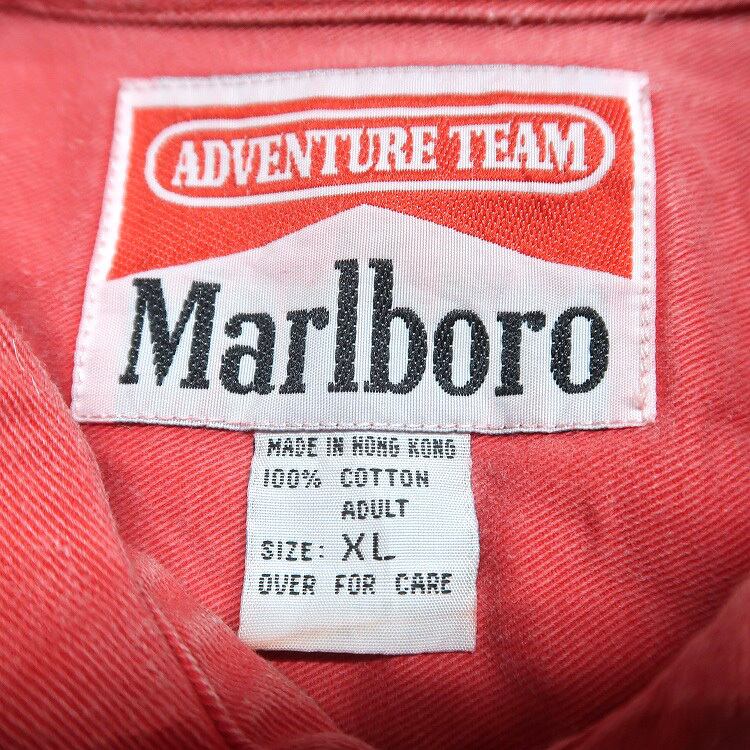 ADVENTURE TEAM
Marlboro
MADE IN HONG KONG
100% COTTON
ADULT
SIZE: XL
OVER FOR CARE